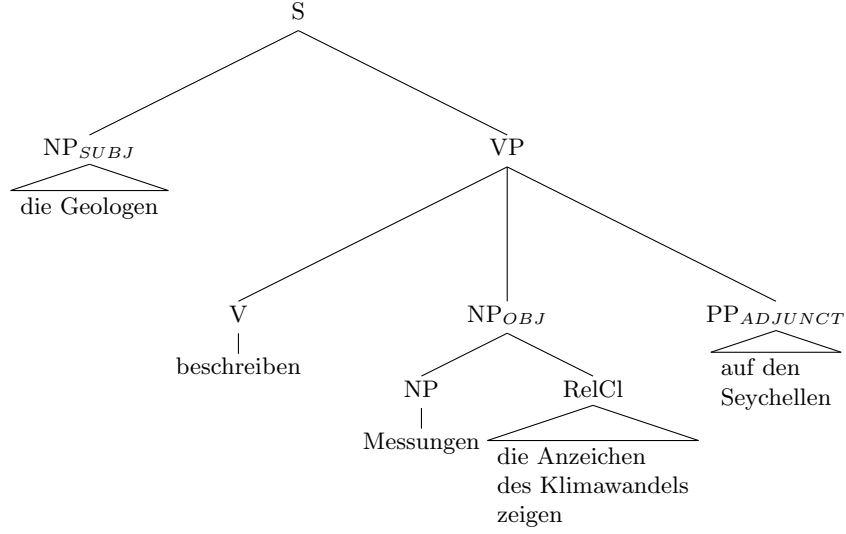 S
NP_SUBJ VP
die Geologen
V NP_OBJ PP_ADJUNCT
beschreiben
auf den
Seychellen
NP RelCl
Messungen
die Anzeichen
des Klimawandels
zeigen